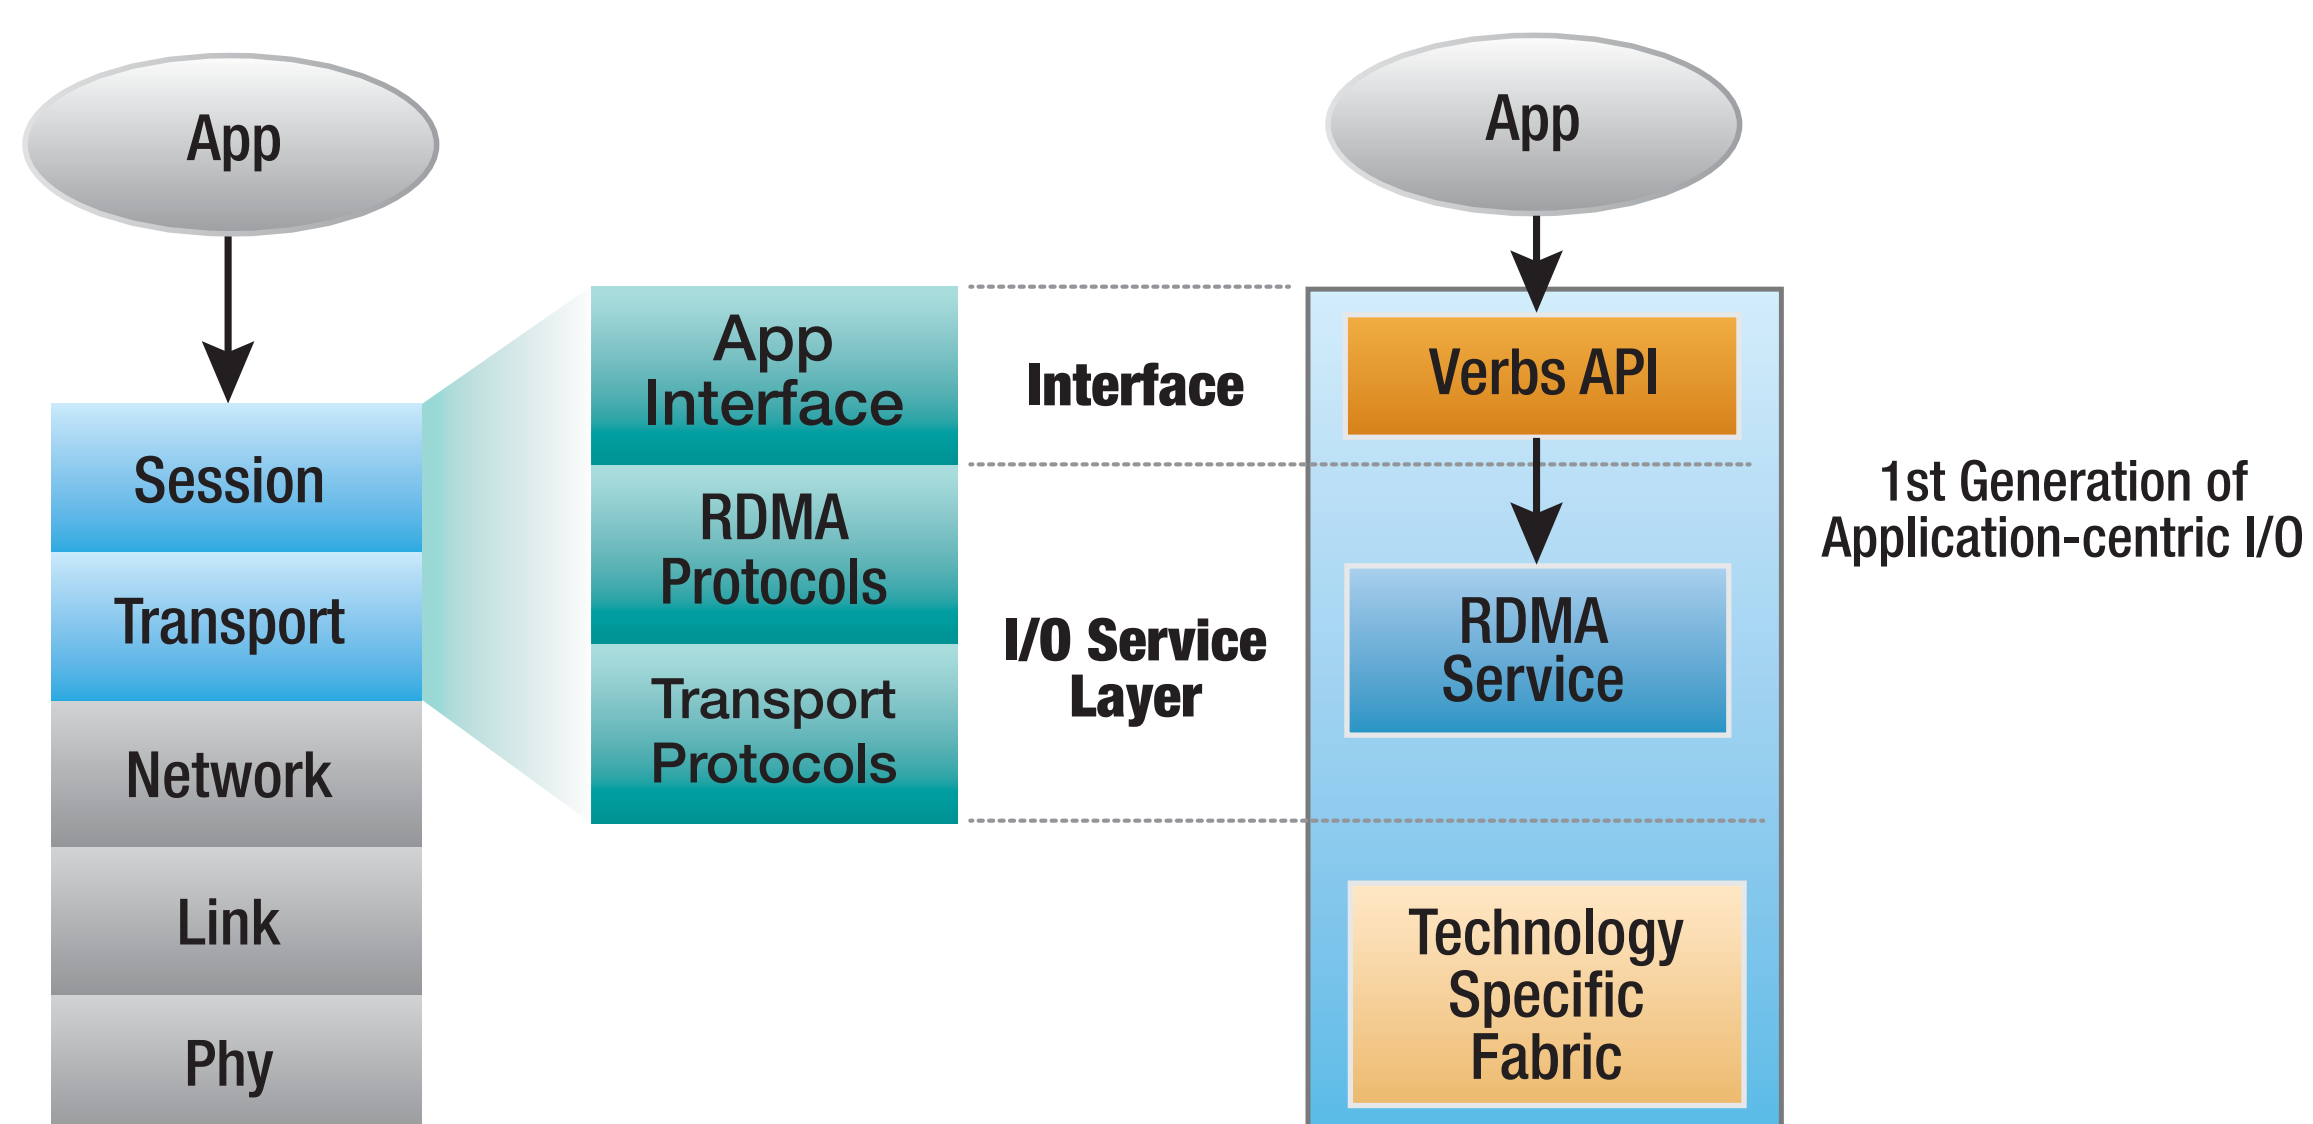 App
Session
Transport
Network
Link
Phy
App
Interface
RDMA
Protocols
Transport
Protocols
Interface
I/O Service
Layer
App
Verbs API
RDMA
Service
Technology
Specific
Fabric
1st Generation of
Application-centric I/O